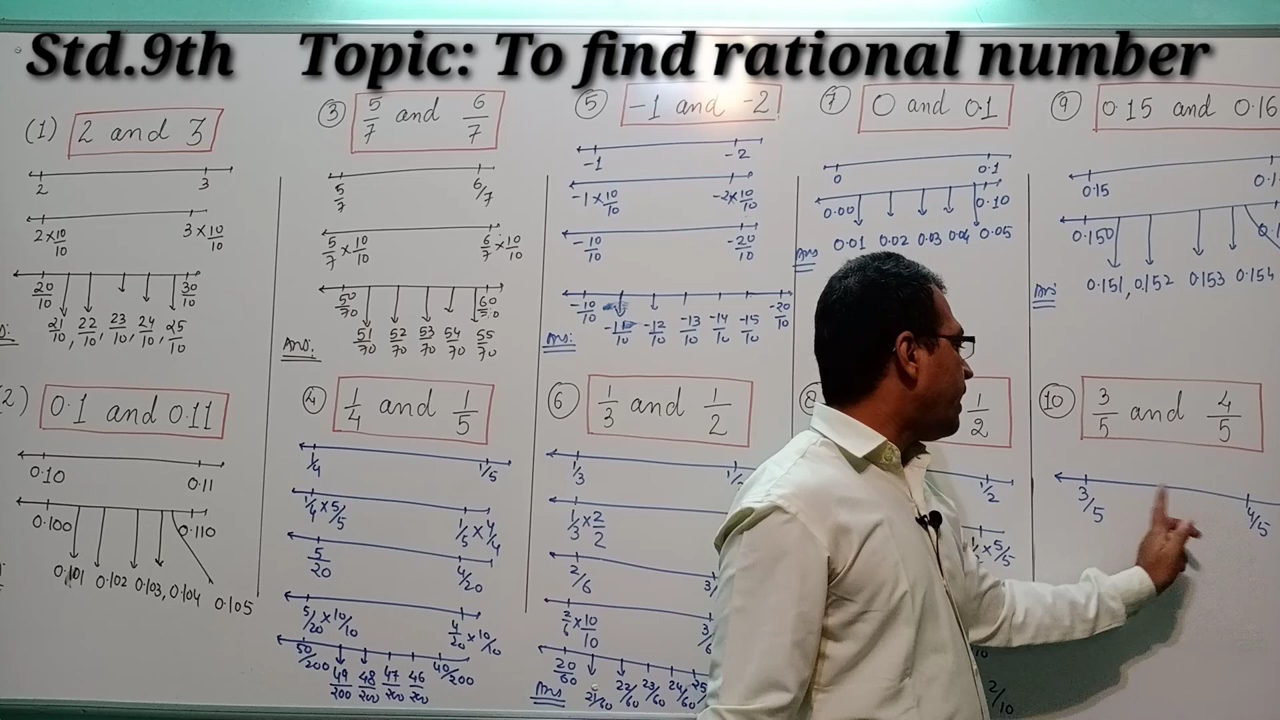 Std.9th Topic: To find rational number
(1) 2 and 3
2 3
2×10/10 3×10/10
20/10 30/10
21/10, 22/10, 23/10, 24/10, 25/10
(2) 0.1 and 0.11
0.10 0.11
0.100 0.110
0.101 0.102 0.103, 0.104 0.105
③ 5/7 and 6/7
5/7 6/7
5/7×10/10 6/7×10/10
50/70 60/70
Ans: 51/70 52/70 53/70 54/70 55/70
④ 1/4 and 1/5
1/4 1/5
1/4×5/5 1/5×4/4
5/20 4/20
5/20×10/10 4/20×10/10
50/200 40/200
49/200 48/200 47/200 46/200
⑤ -1 and -2
-1 -2
-1×10/10 -2×10/10
-10/10 -20/10
-10/10 -20/10
Ans: -11/10 -12/10 -13/10 -14/10 -15/10
⑥ 1/3 and 1/2
1/3
1/3×2/2
2/6
2/6×10/10 3/6
20/60
Ans 21/60 22/60 23/60 24/60 25
⑦ 0 and 0.1
0 0.1
0.00 0.10
Ans 0.01 0.02 0.03 0.04 0.05
⑧ 1/2
1/2
×5/5
2/10
⑨ 0.15 and 0.16
0.15
0.150
Ans: 0.151, 0.152 0.153 0.154
⑩ 3/5 and 4/5
3/5 4/5